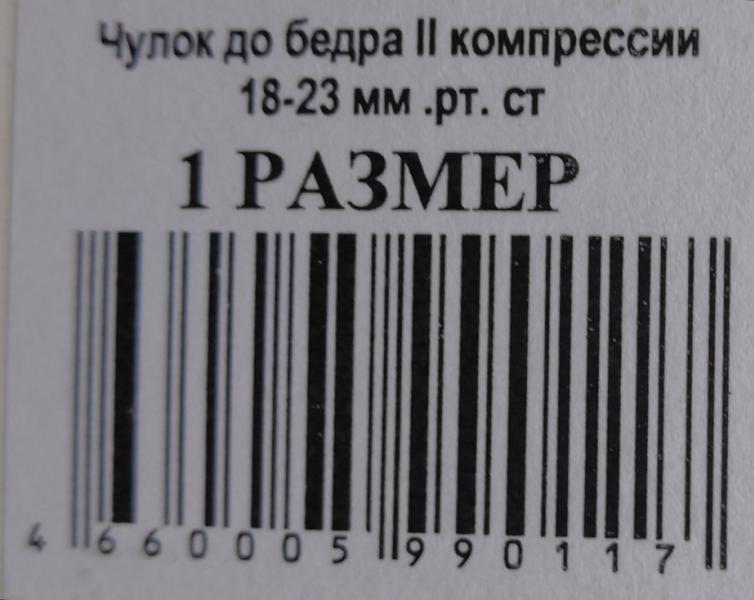 Чулок до бедра II компрессии
18-23 мм .рт. ст
1 РАЗМЕР
4 660005 990117